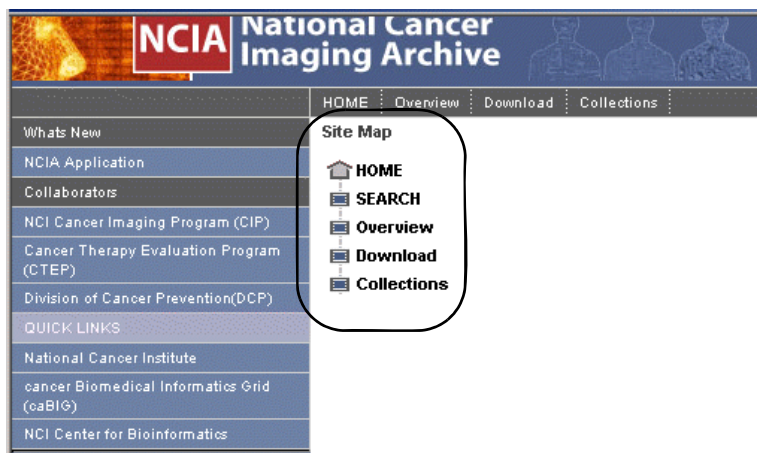 NCIA
National Cancer
Imaging Archive
HOME Overview Download Collections
Whats New
NCIA Application
Collaborators
NCI Cancer Imaging Program (CIP)
Cancer Therapy Evaluation Program
(CTEP)
Division of Cancer Prevention(DCP)
QUICK LINKS
National Cancer Institute
cancer Biomedical Informatics Grid
(caBIG)
NCI Center for Bioinformatics
Site Map
HOME
SEARCH
Overview
Download
Collections